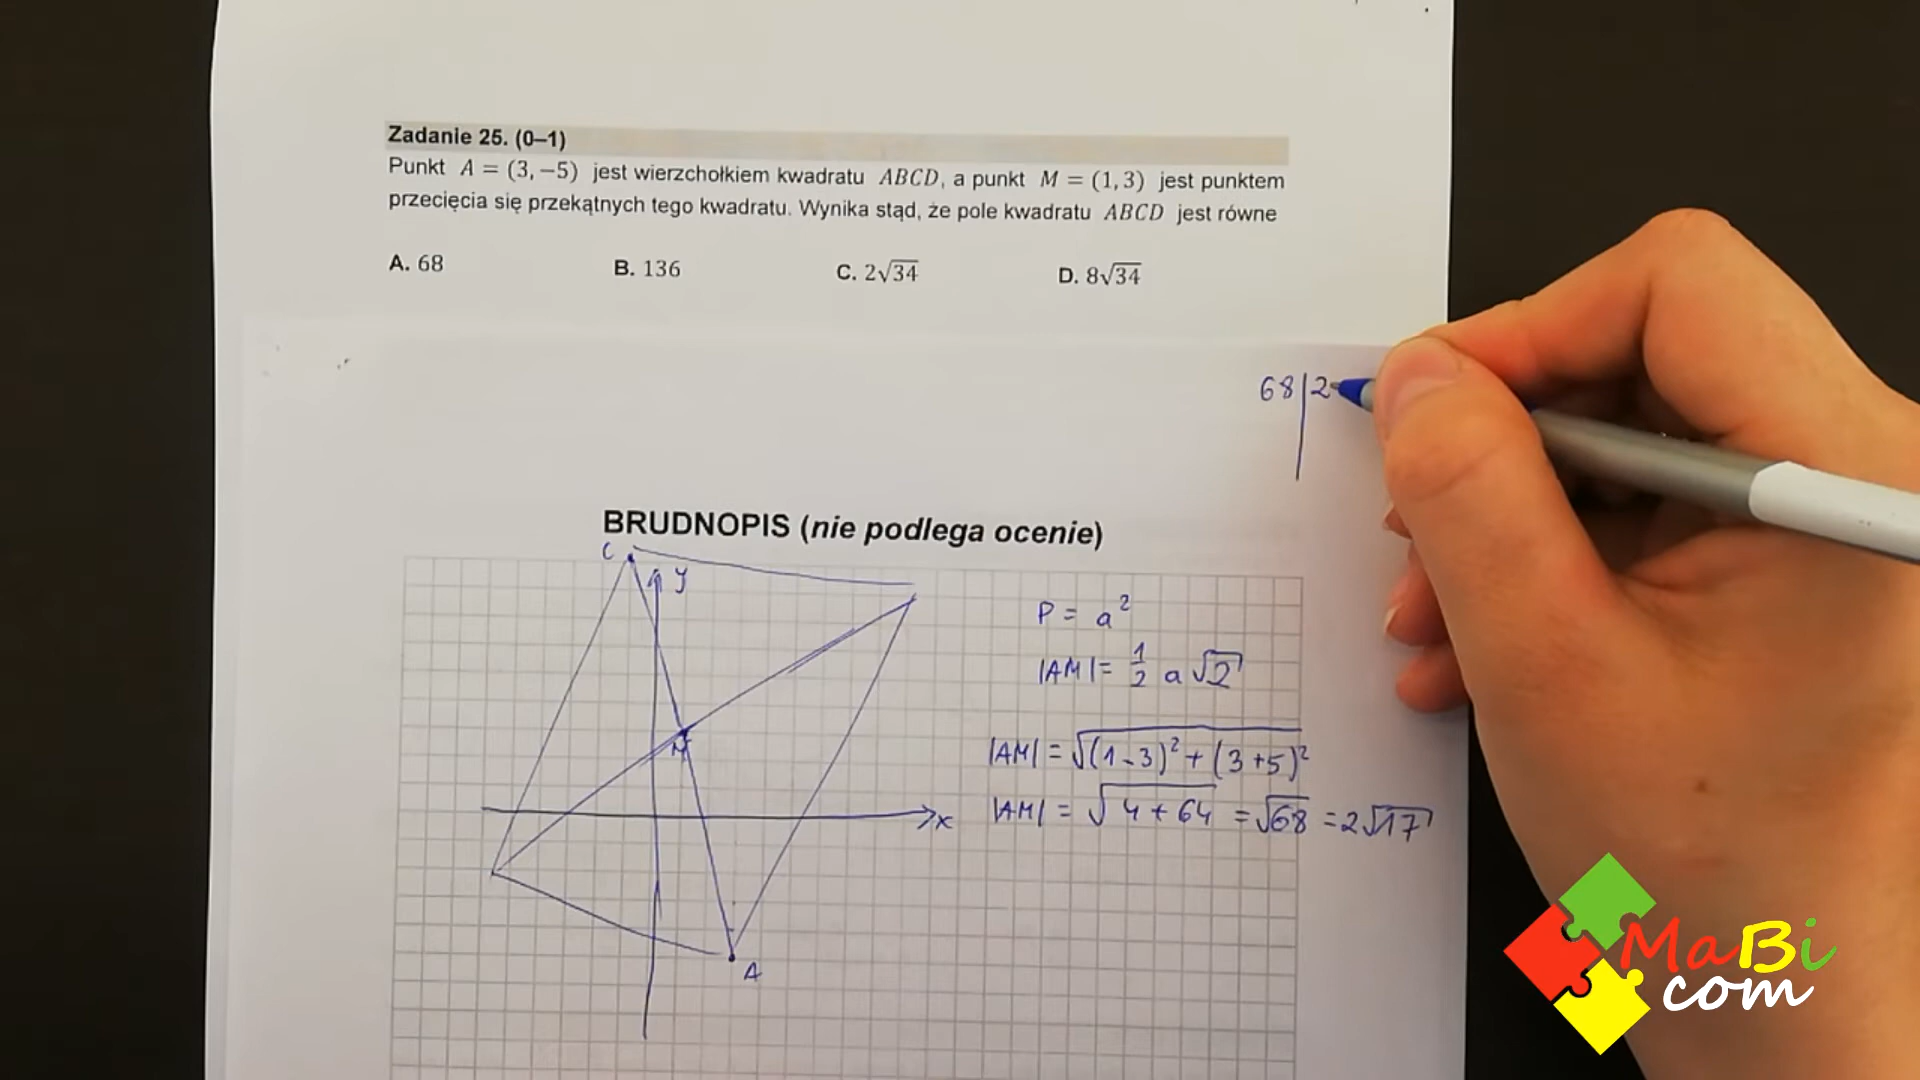 Zadanie 25. (0–1)
Punkt A = (3, −5) jest wierzchołkiem kwadratu ABCD, a punkt M = (1, 3) jest punktem
przecięcia się przekątnych tego kwadratu. Wynika stąd, że pole kwadratu ABCD jest równe
A. 68 B. 136 C. 2√34 D. 8√34
68 | 2
BRUDNOPIS (nie podlega ocenie)
C
y
P = a²
|AM| = 1/2 a √2
M
|AM| = √(1-3)² + (3+5)²
x
|AM| = √4 + 64 = √68 = 2√17
A
MaBi
com